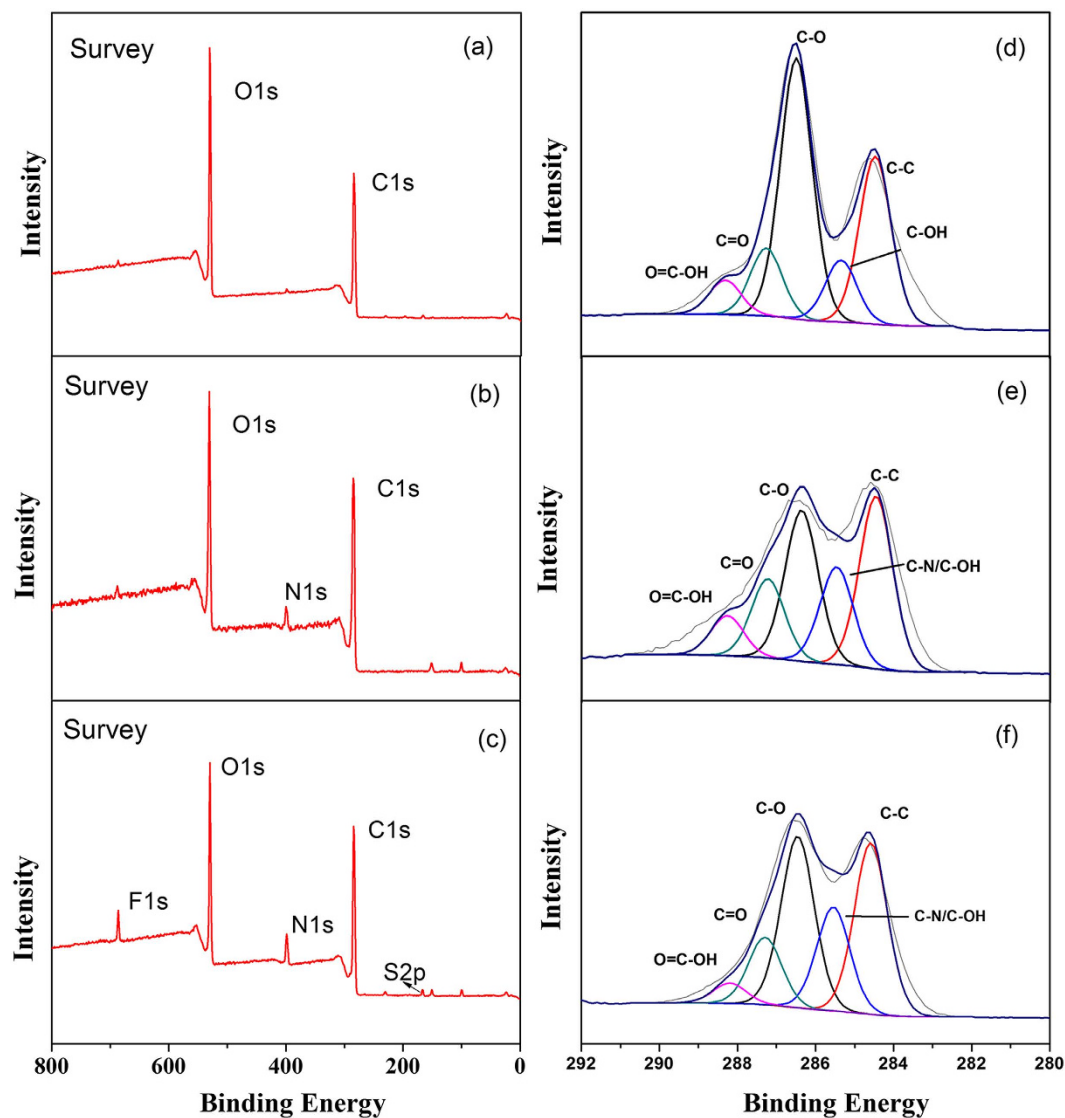 Survey
(a)
O1s
C1s
Intensity
Survey
(b)
O1s
C1s
N1s
Intensity
Survey
(c)
O1s
C1s
F1s
N1s
S2p
Intensity
800 600 400 200 0
Binding Energy
(d)
C-O
C-C
C=O
C-OH
O=C-OH
Intensity
(e)
C-C
C-O
C=O
C-N/C-OH
O=C-OH
Intensity
(f)
C-O
C-C
C=O
C-N/C-OH
O=C-OH
Intensity
292 290 288 286 284 282 280
Binding Energy